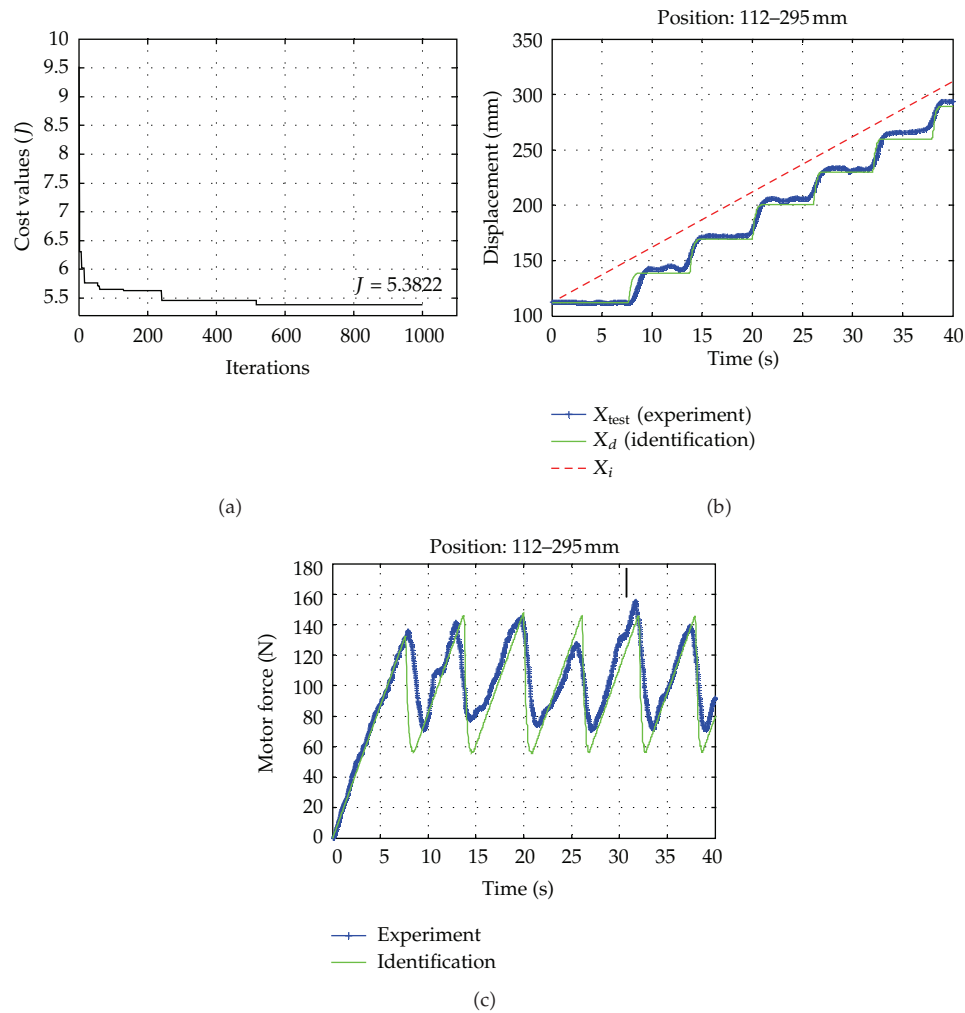 10
9.5
9
8.5
8
7.5
7
6.5
6
5.5
Cost values (J)
J = 5.3822
0 200 400 600 800 1000
Iterations
(a)
Position: 112–295 mm
350
300
250
200
150
100
Displacement (mm)
0 5 10 15 20 25 30 35 40
Time (s)
X_test (experiment)
X_d (identification)
X_i
(b)
Position: 112–295 mm
180
160
140
120
100
80
60
40
20
0
Motor force (N)
0 5 10 15 20 25 30 35 40
Time (s)
Experiment
Identification
(c)